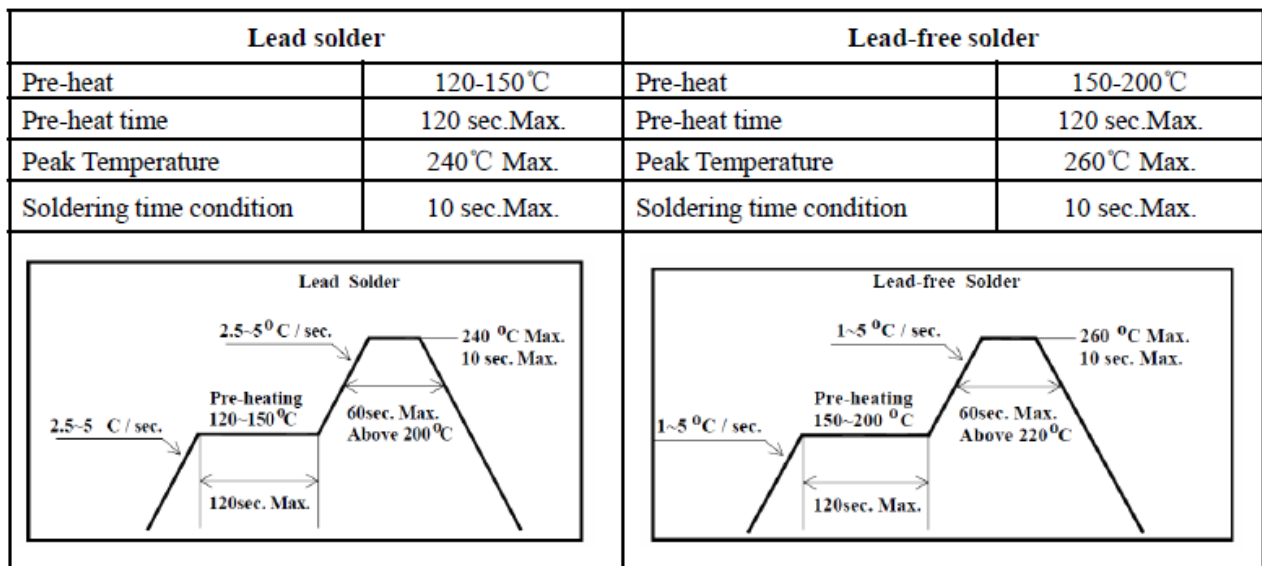 Lead solder
Lead-free solder
Pre-heat 120-150℃ Pre-heat 150-200℃
Pre-heat time 120 sec.Max. Pre-heat time 120 sec.Max.
Peak Temperature 240℃ Max. Peak Temperature 260℃ Max.
Soldering time condition 10 sec.Max. Soldering time condition 10 sec.Max.
Lead Solder
2.5~5⁰C / sec.
240 ⁰C Max.
10 sec. Max.
Pre-heating
120~150⁰C
60sec. Max.
Above 200⁰C
2.5~5 C / sec.
120sec. Max.
Lead-free Solder
1~5 ⁰C / sec.
260 ⁰C Max.
10 sec. Max.
Pre-heating
150~200 ⁰C
60sec. Max.
Above 220⁰C
1~5 ⁰C / sec.
120sec. Max.